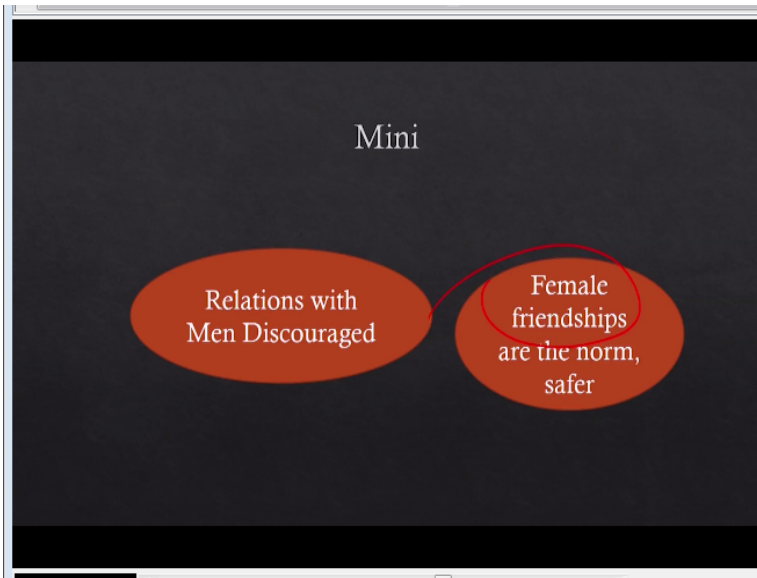 Mini
Relations with
Men Discouraged
Female
friendships
are the norm,
safer